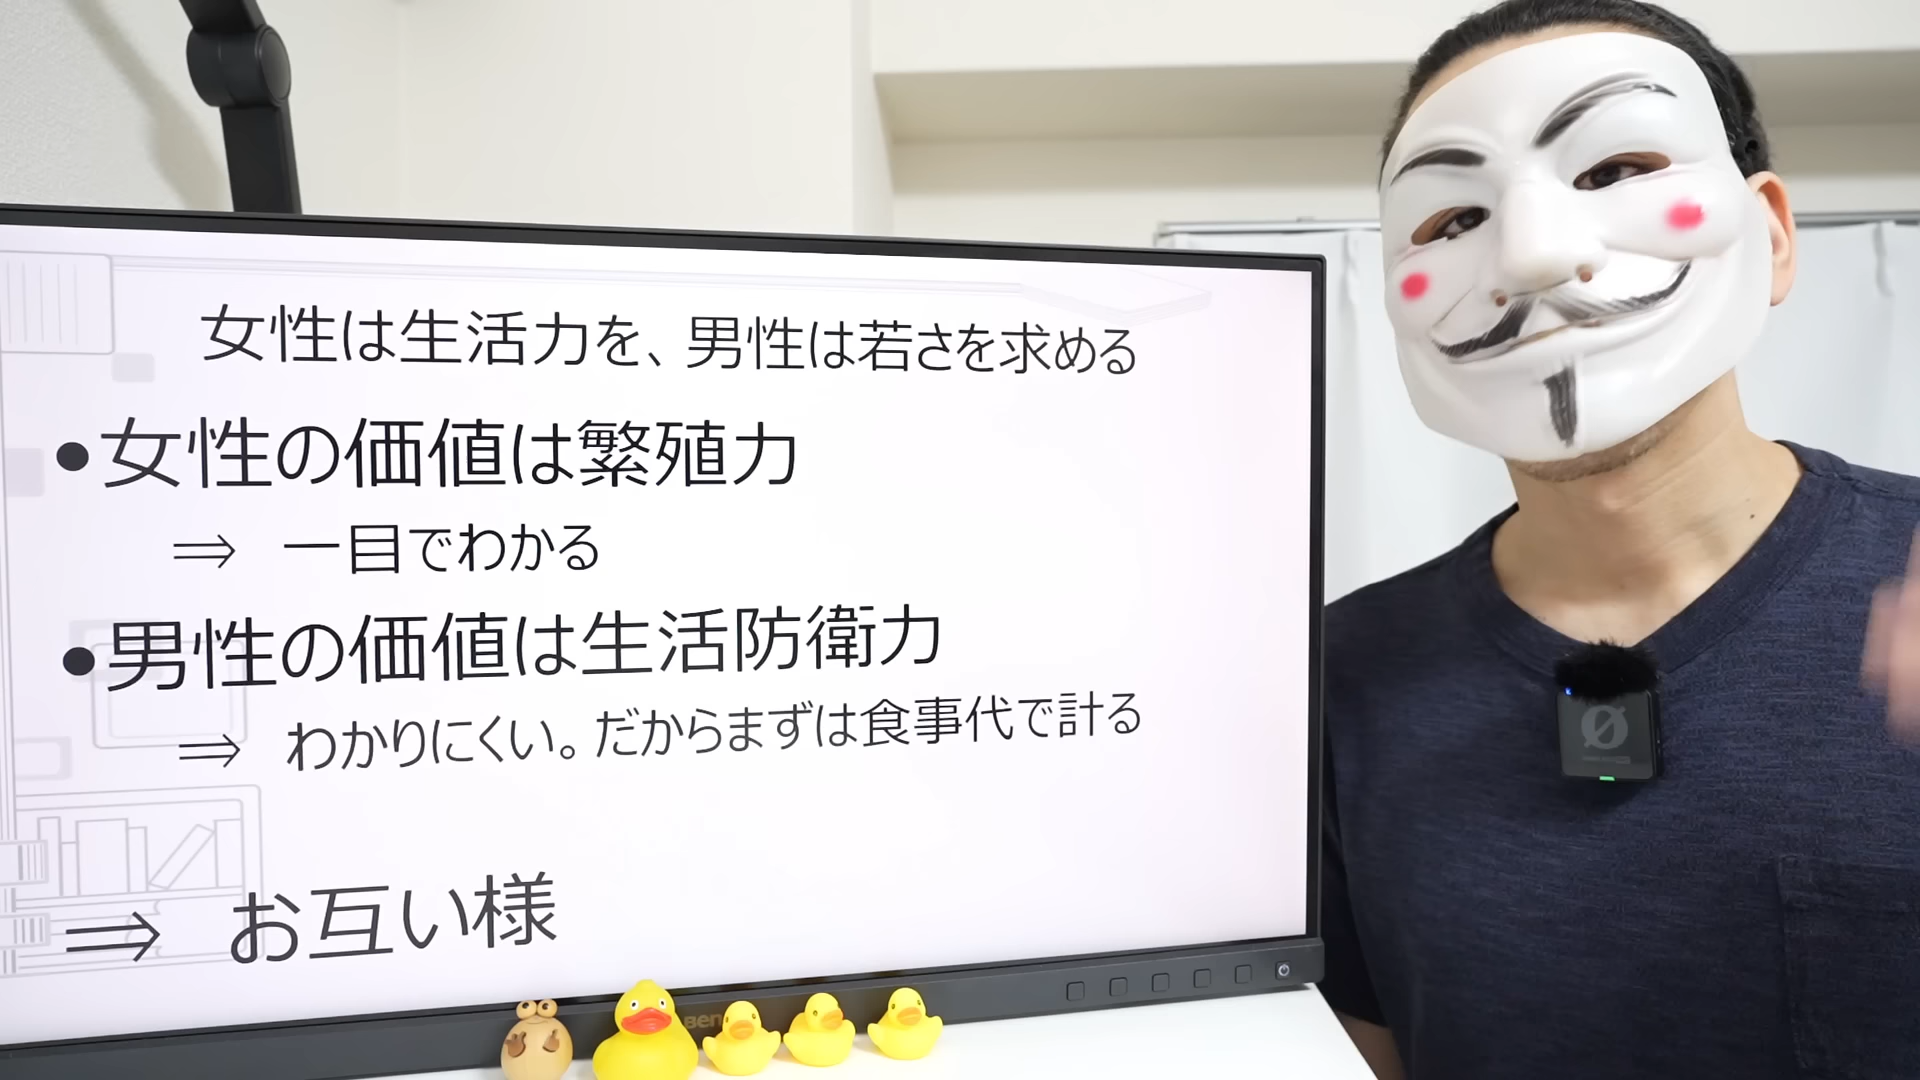 女性は生活力を、男性は若さを求める
•女性の価値は繁殖力
⇒ 一目でわかる
•男性の価値は生活防衛力
⇒ わかりにくい。だからまずは食事代で計る
⇒ お互い様
Ben